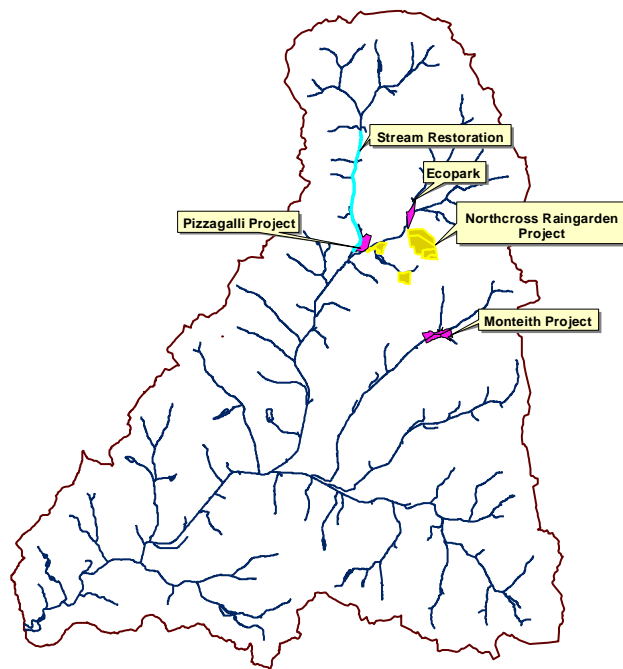 Stream Restoration
Ecopark
Pizzagalli Project
Northcross Raingarden
Project
Monteith Project